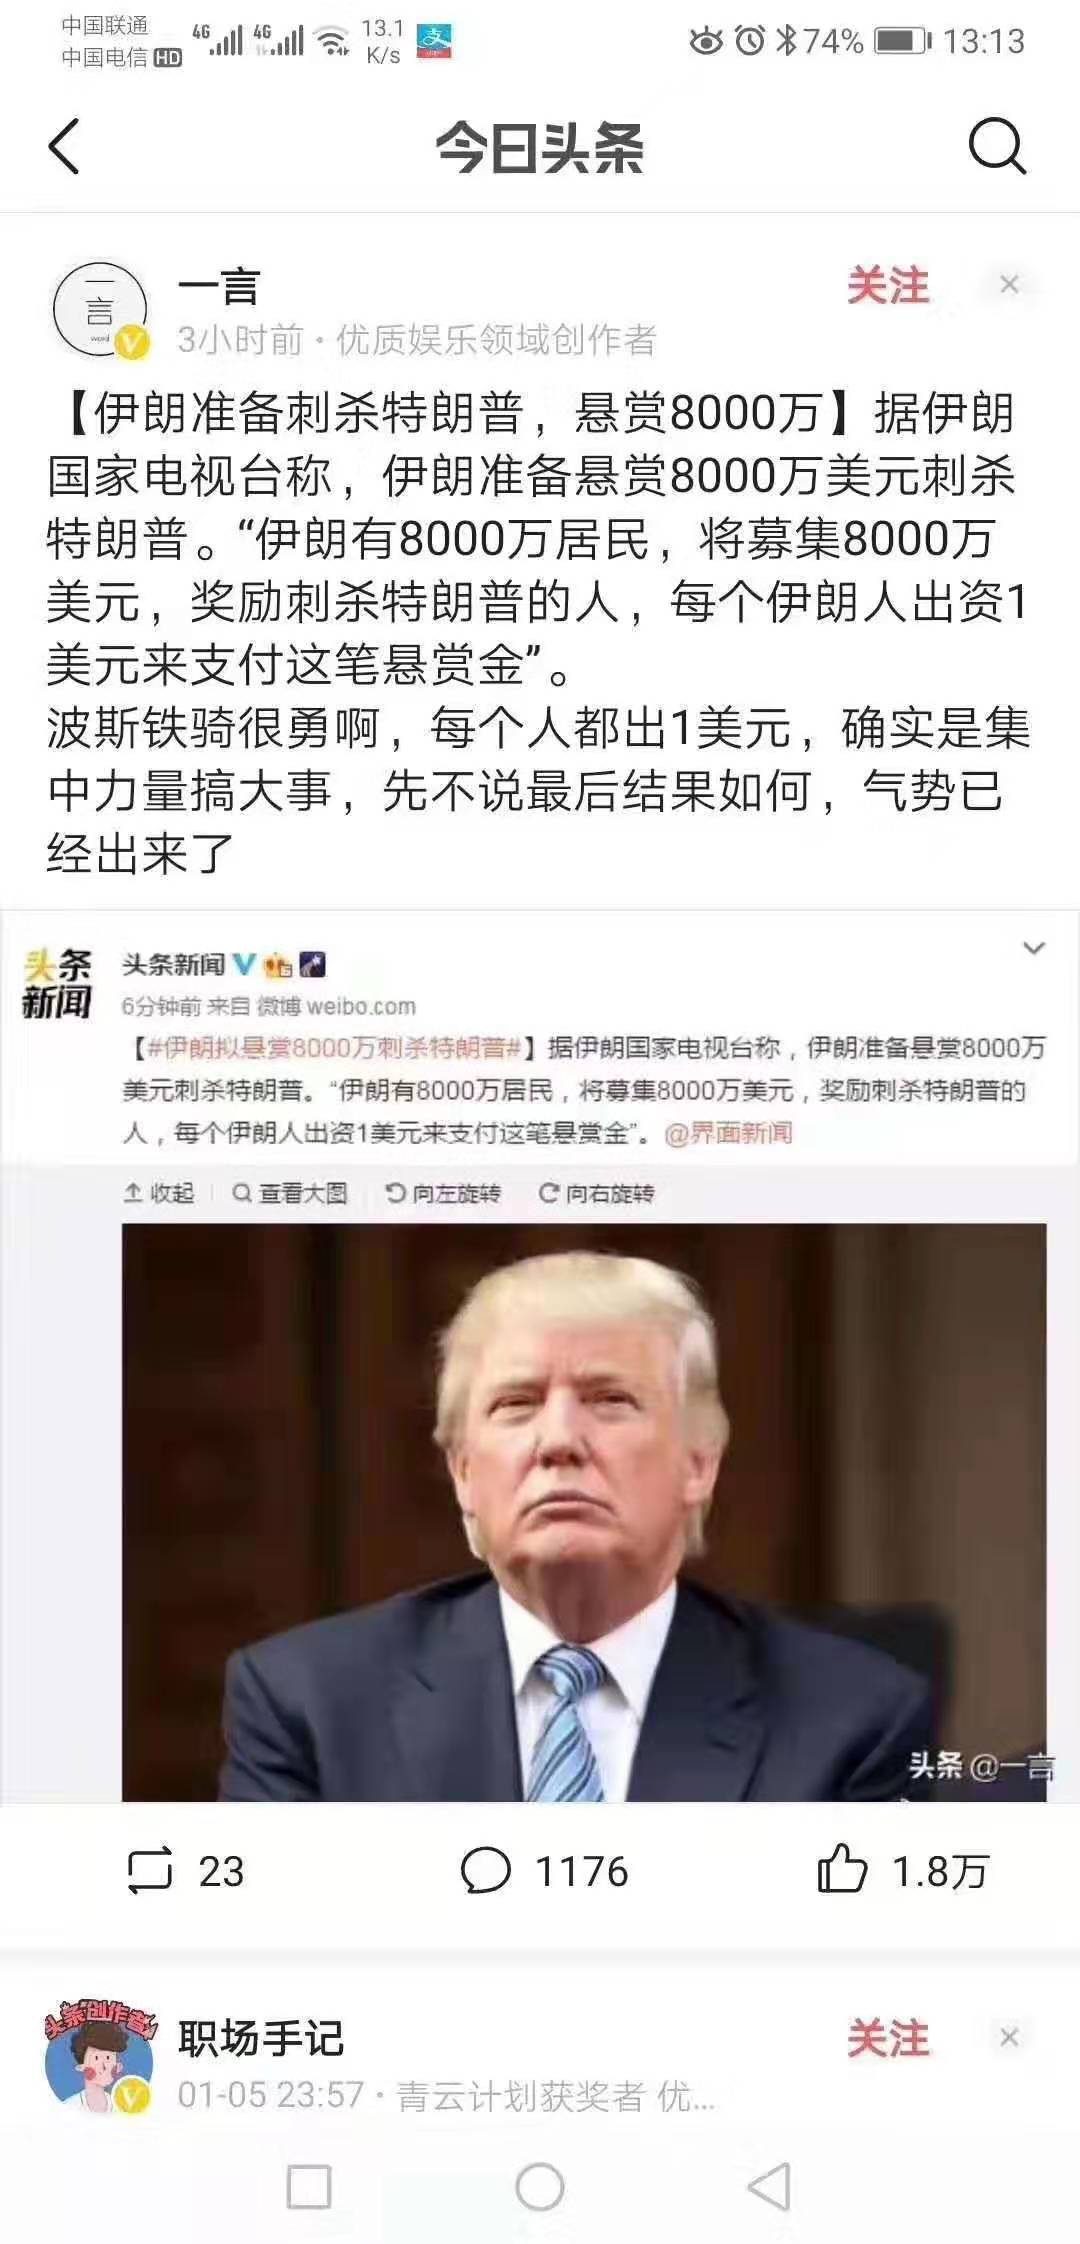 中国联通
中国电信 HD
4G 4G 13.1 K/s 支 74% 13:13
今日头条
一言
一言 word
关注
3小时前·优质娱乐领域创作者
【伊朗准备刺杀特朗普，悬赏8000万】据伊朗
国家电视台称，伊朗准备悬赏8000万美元刺杀
特朗普。“伊朗有8000万居民，将募集8000万
美元，奖励刺杀特朗普的人，每个伊朗人出资1
美元来支付这笔悬赏金”。
波斯铁骑很勇啊，每个人都出1美元，确实是集
中力量搞大事，先不说最后结果如何，气势已
经出来了
头条
新闻
头条新闻
6分钟前 来自 微博 weibo.com
【#伊朗拟悬赏8000万刺杀特朗普#】据伊朗国家电视台称，伊朗准备悬赏8000万
美元刺杀特朗普。“伊朗有8000万居民，将募集8000万美元，奖励刺杀特朗普的
人，每个伊朗人出资1美元来支付这笔悬赏金”。@界面新闻
收起 查看大图 向左旋转 向右旋转
头条 @一言
23 1176 1.8万
头条创作者
职场手记
关注
01-05 23:57·青云计划获奖者 优...